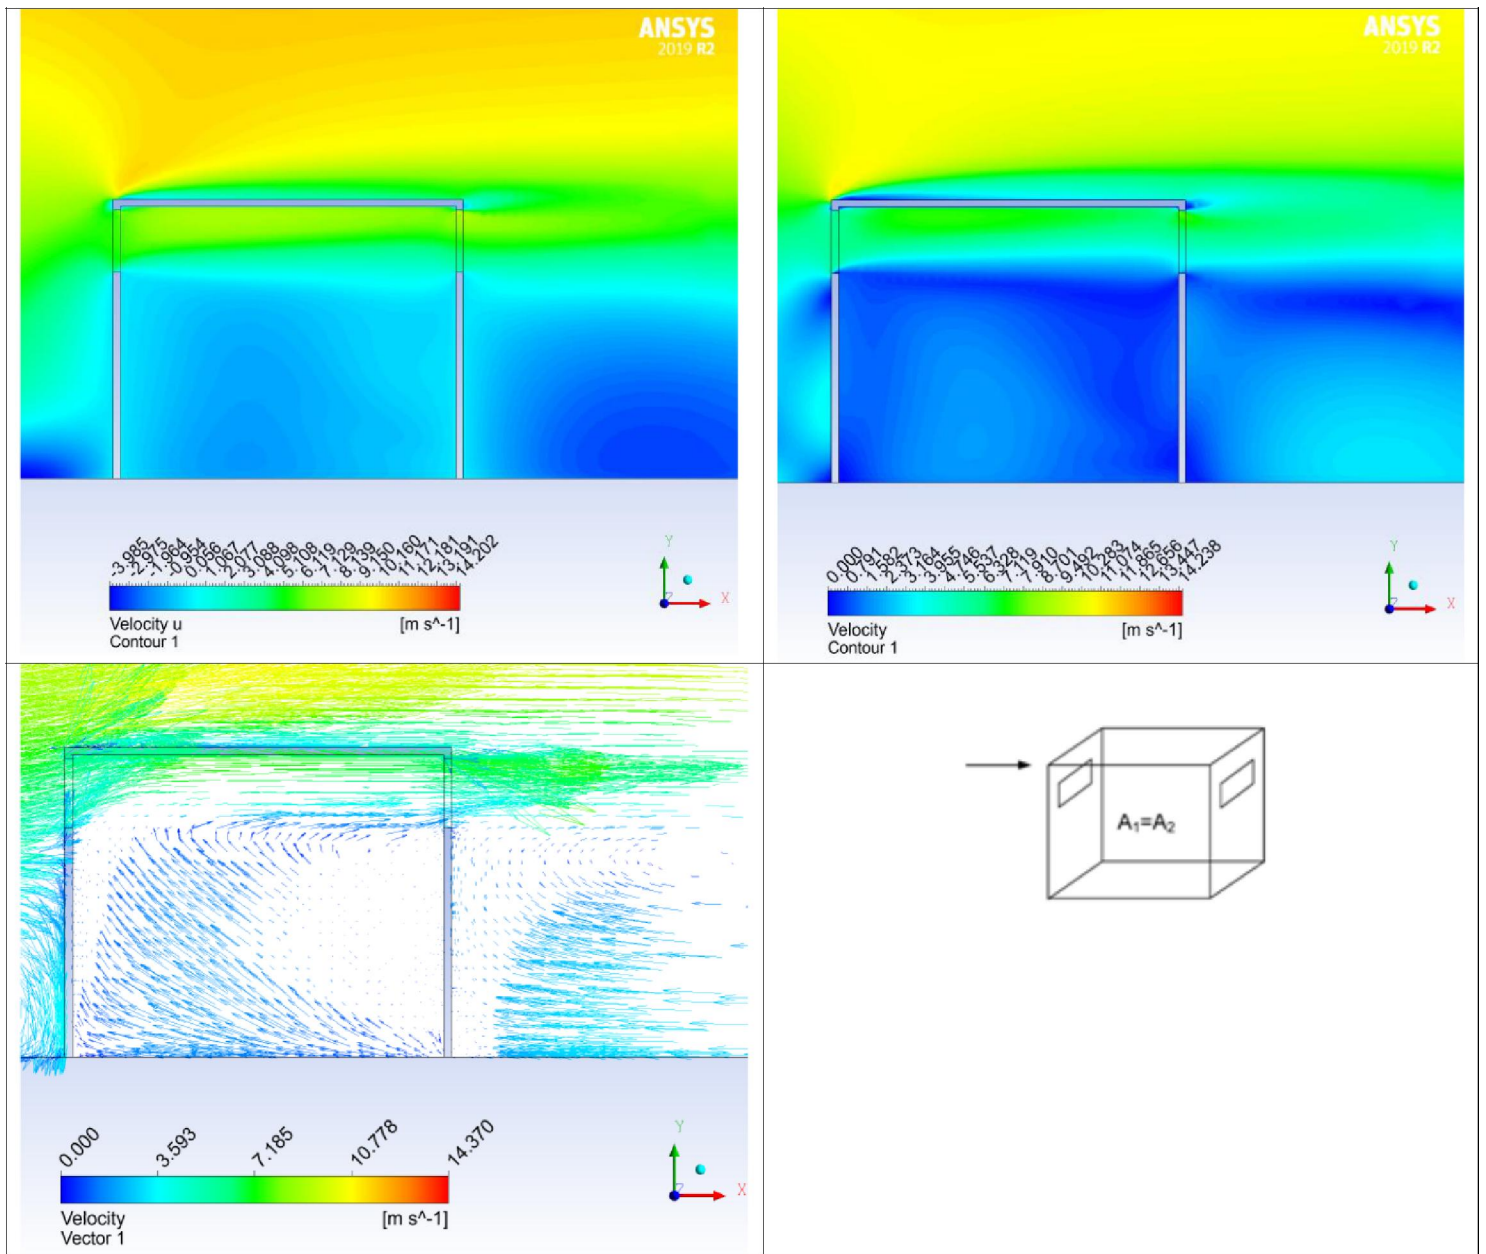 ANSYS
2019 R2
-3.985 -2.975 -1.964 -0.954 0.056 1.067 2.077 3.088 4.098 5.108 6.119 7.129 8.139 9.150 10.160 11.171 12.181 13.191 14.202
Velocity u [m s^-1]
Contour 1
Y
Z
X
ANSYS
2019 R2
0.000 0.791 1.582 2.373 3.164 3.955 4.746 5.537 6.328 7.119 7.910 8.701 9.492 10.283 11.074 11.865 12.656 13.447 14.238
Velocity [m s^-1]
Contour 1
Y
Z
X
0.000 3.593 7.185 10.778 14.370
Velocity [m s^-1]
Vector 1
Y
Z
X
A₁=A₂